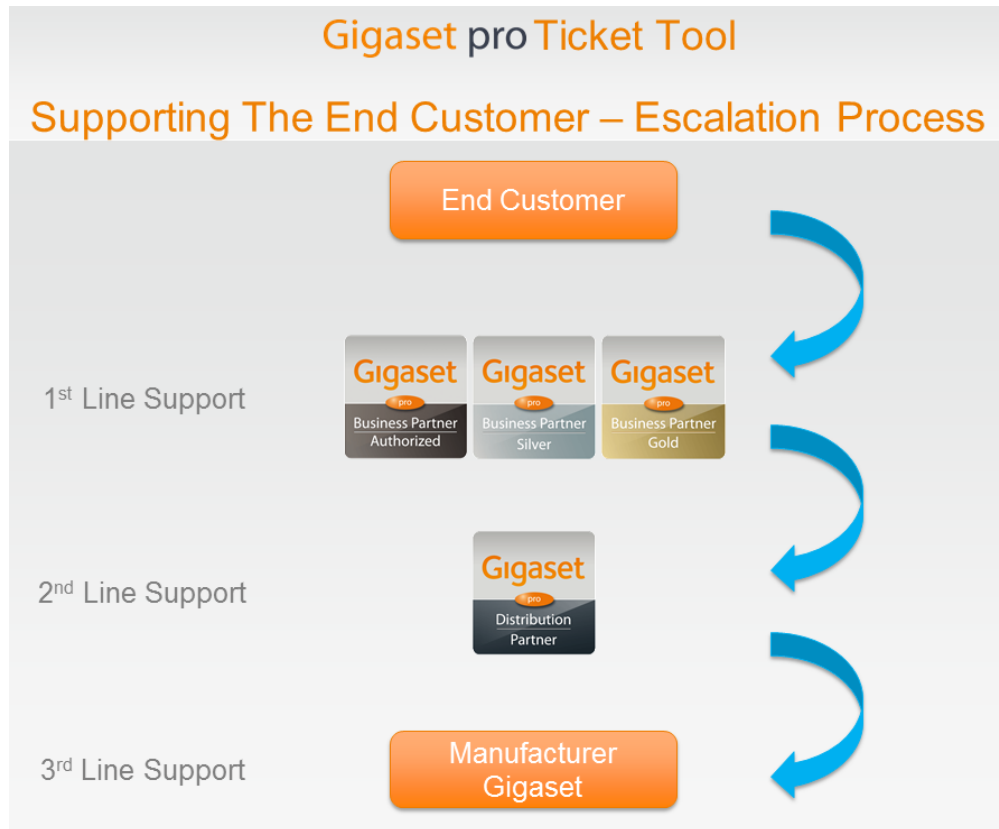 Gigaset pro Ticket Tool
Supporting The End Customer – Escalation Process
End Customer
1st Line Support
Gigaset
pro
Business Partner
Authorized
Gigaset
pro
Business Partner
Silver
Gigaset
pro
Business Partner
Gold
2nd Line Support
Gigaset
pro
Distribution
Partner
3rd Line Support
Manufacturer
Gigaset